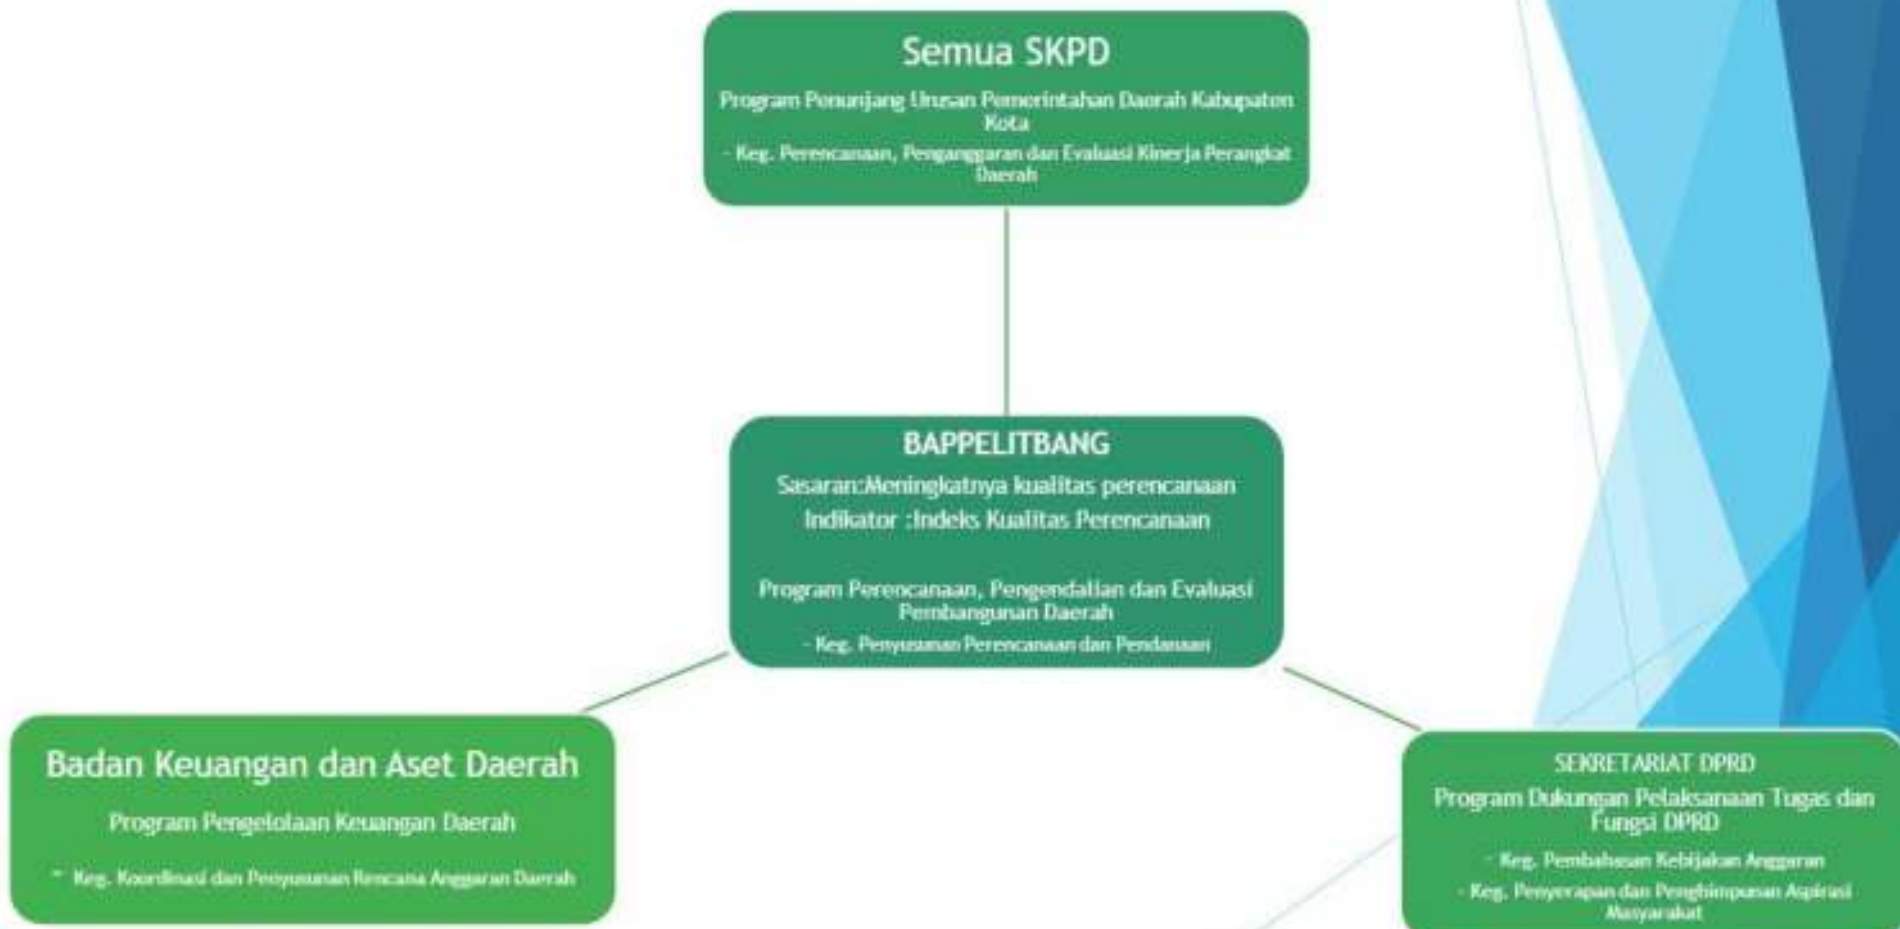 Semua SKPD
Program Penunjang Urusan Pemerintahan Daerah Kabupaten
Kota
- Keg. Perencanaan, Penganggaran dan Evaluasi Kinerja Perangkat
Daerah
BAPPELITBANG
Sasaran:Meningkatnya kualitas perencanaan
Indikator :Indeks Kualitas Perencanaan
Program Perencanaan, Pengendalian dan Evaluasi
Pembangunan Daerah
- Keg. Penyusunan Perencanaan dan Pendanaan
Badan Keuangan dan Aset Daerah
Program Pengelolaan Keuangan Daerah
- Keg. Koordinasi dan Penyusunan Rencana Anggaran Daerah
SEKRETARIAT DPRD
Program Dukungan Pelaksanaan Tugas dan
Fungsi DPRD
- Keg. Pembahasan Kebijakan Anggaran
- Keg. Penyerapan dan Penghimpunan Aspirasi
Masyarakat